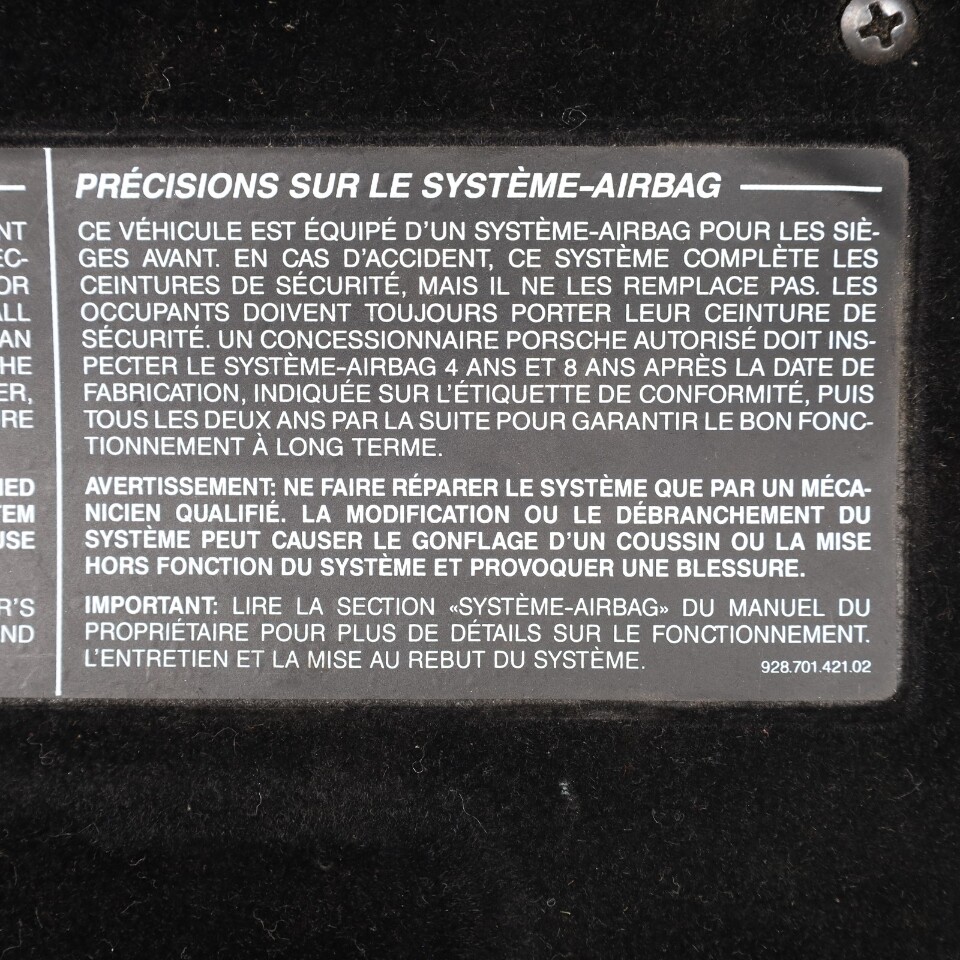 PRÉCISIONS SUR LE SYSTÈME-AIRBAG
CE VÉHICULE EST ÉQUIPÉ D'UN SYSTÈME-AIRBAG POUR LES SIÈ-
GES AVANT. EN CAS D'ACCIDENT, CE SYSTÈME COMPLÈTE LES
CEINTURES DE SÉCURITÉ, MAIS IL NE LES REMPLACE PAS. LES
OCCUPANTS DOIVENT TOUJOURS PORTER LEUR CEINTURE DE
SÉCURITÉ. UN CONCESSIONNAIRE PORSCHE AUTORISÉ DOIT INS-
PECTER LE SYSTÈME-AIRBAG 4 ANS ET 8 ANS APRÈS LA DATE DE
FABRICATION, INDIQUÉE SUR L'ÉTIQUETTE DE CONFORMITÉ, PUIS
TOUS LES DEUX ANS PAR LA SUITE POUR GARANTIR LE BON FONC-
TIONNEMENT À LONG TERME.
AVERTISSEMENT: NE FAIRE RÉPARER LE SYSTÈME QUE PAR UN MÉCA-
NICIEN QUALIFIÉ. LA MODIFICATION OU LE DÉBRANCHEMENT DU
SYSTÈME PEUT CAUSER LE GONFLAGE D'UN COUSSIN OU LA MISE
HORS FONCTION DU SYSTÈME ET PROVOQUER UNE BLESSURE.
IMPORTANT: LIRE LA SECTION «SYSTÈME-AIRBAG» DU MANUEL DU
PROPRIÉTAIRE POUR PLUS DE DÉTAILS SUR LE FONCTIONNEMENT.
L'ENTRETIEN ET LA MISE AU REBUT DU SYSTÈME.
928.701.421.02